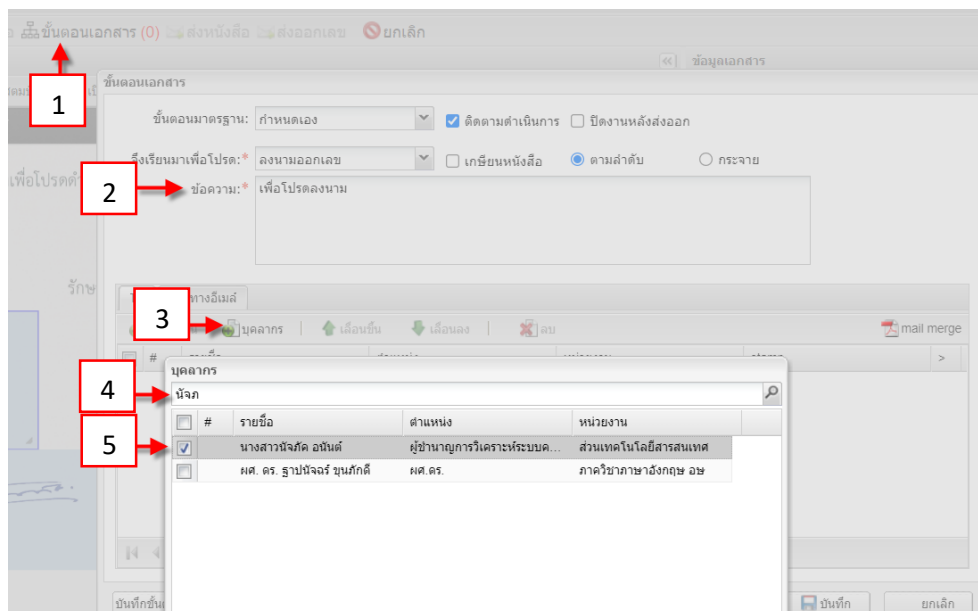 ขั้นตอนเอกสาร (0) ส่งหนังสือ ส่งออกเลข ยกเลิก
ข้อมูลเอกสาร
ขั้นตอนเอกสาร
1
ขั้นตอนมาตรฐาน: กำหนดเอง ติดตามดำเนินการ ปิดงานหลังส่งออก
จึงเรียนมาเพื่อโปรด:* ลงนามออกเลข เกษียนหนังสือ ตามลำดับ กระจาย
2 ข้อความ:* เพื่อโปรดลงนาม
ทางอีเมล์
3 บุคลากร เลื่อนขึ้น เลื่อนลง ลบ mail merge
# >
บุคลากร
4 นัจภ
# รายชื่อ ตำแหน่ง หน่วยงาน
5 นางสาวนัจภัค อนันต์ ผู้ชำนาญการวิเคราะห์ระบบค... ส่วนเทคโนโลยีสารสนเทศ
ผศ. ดร. ฐาปนัจฉร์ ขุนภักดี ผศ.ดร. ภาควิชาภาษาอังกฤษ อษ
บันทึก ยกเลิก